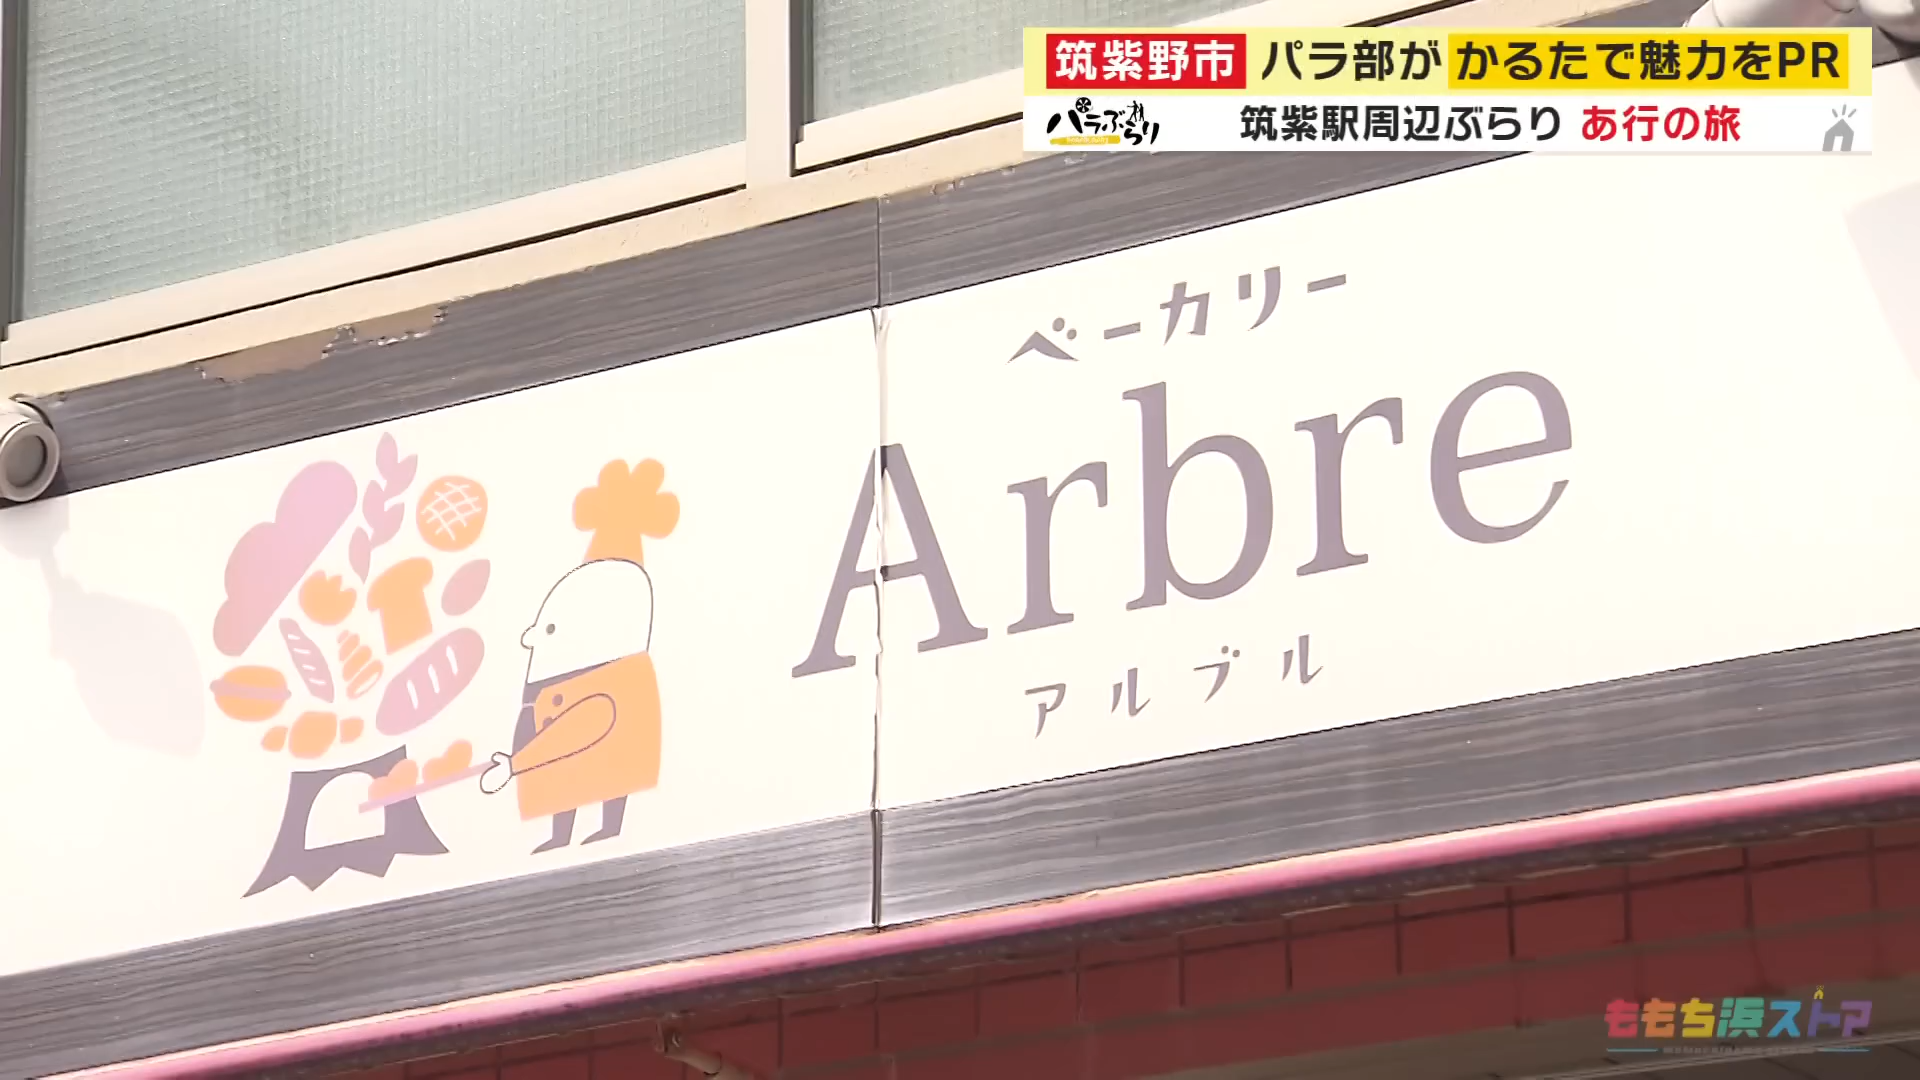 筑紫野市 パラ部が かるたで魅力をPR
パラぶらり 筑紫駅周辺ぶらり あ行の旅
ベーカリー
Arbre
アルブル
ももち浜ストア